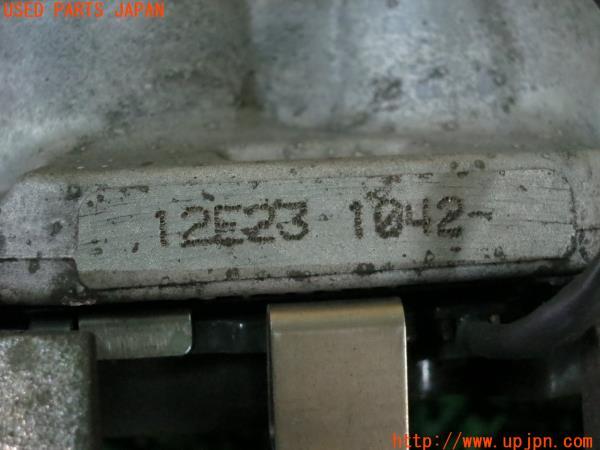 USED PARTS JAPAN
12E23 1042-
http://www.upjpn.com/